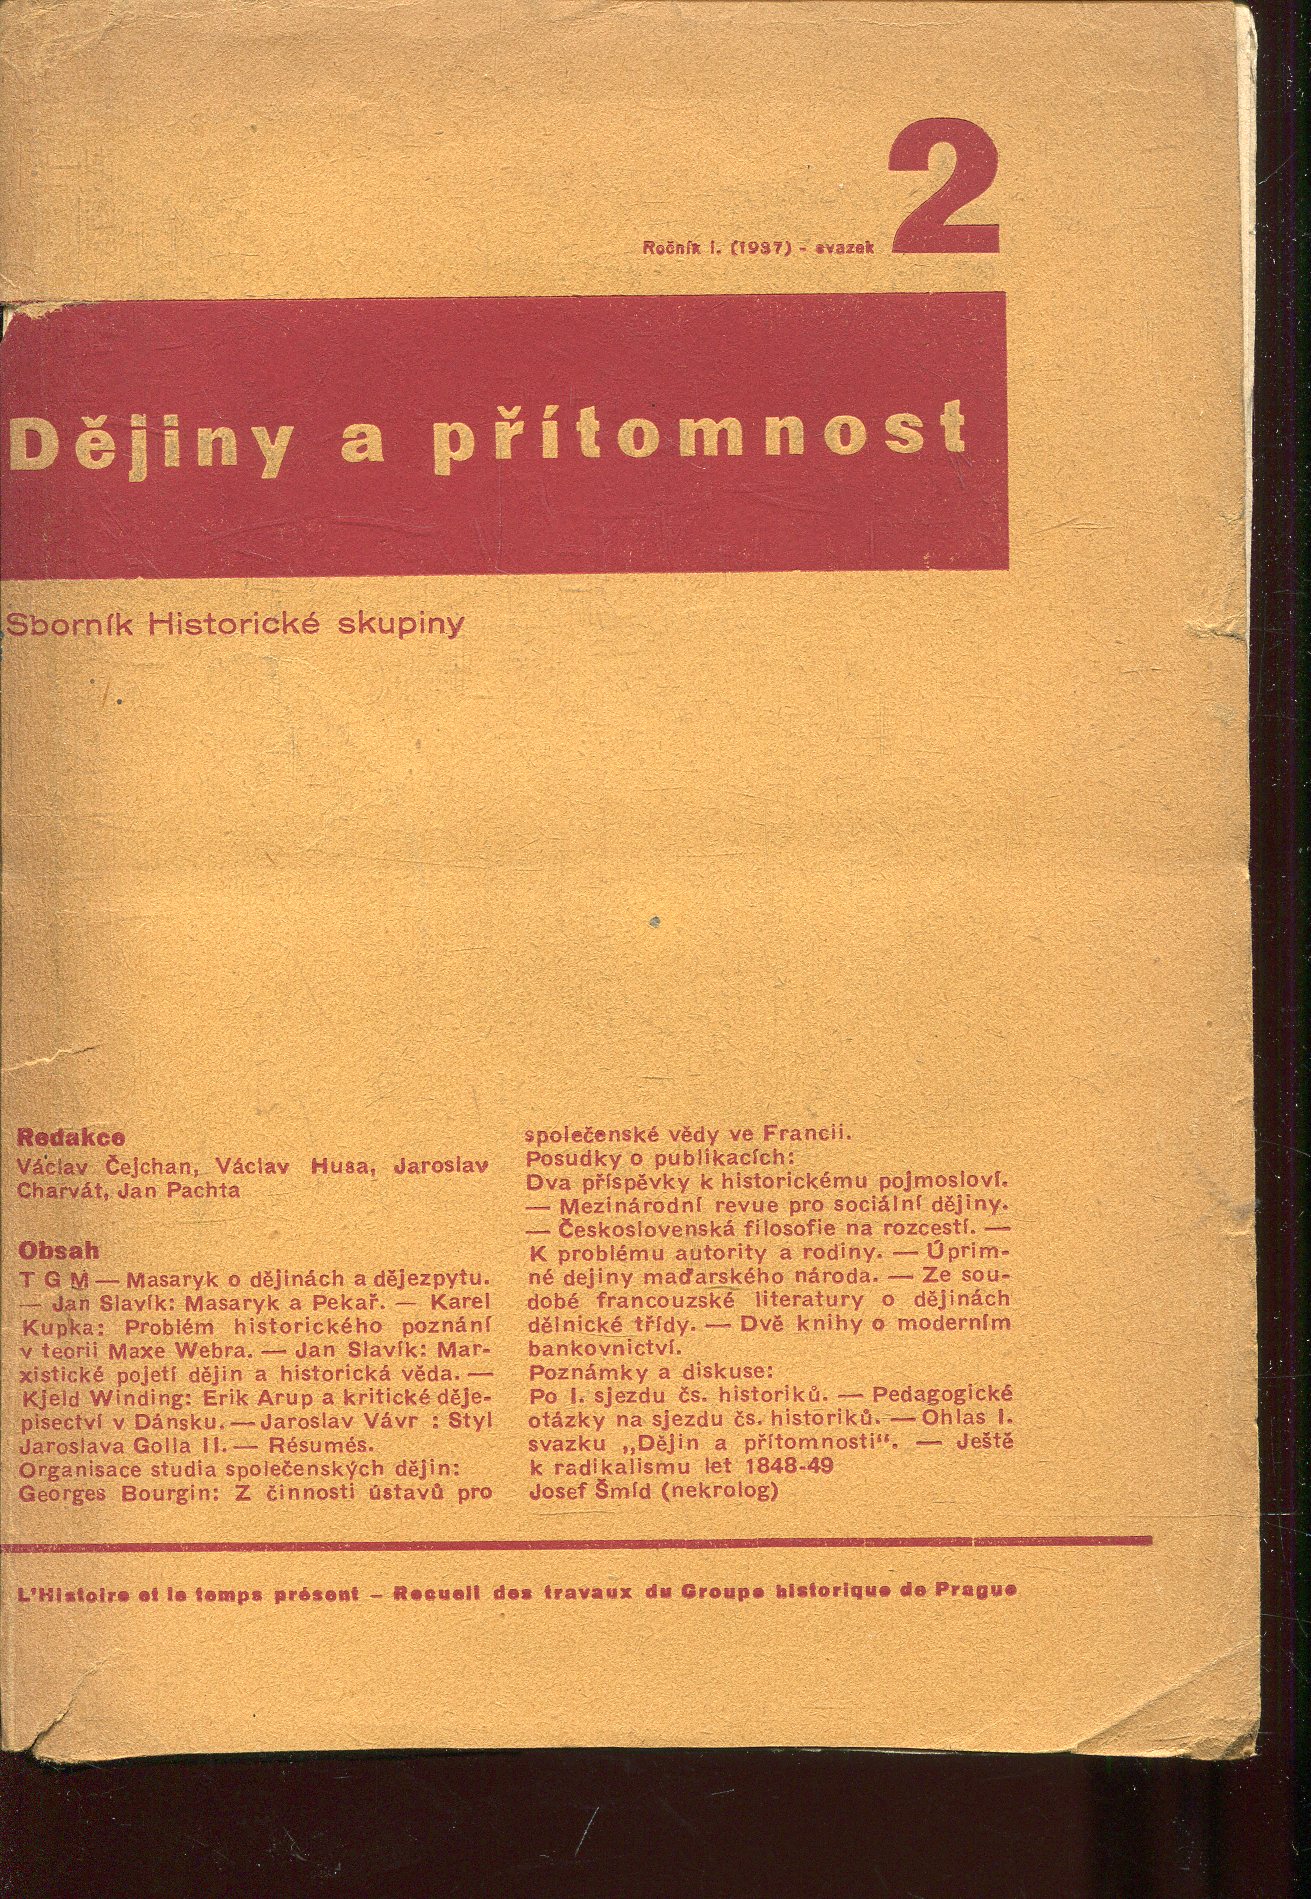 2
Ročník I. (1937) - svazek
Dějiny a přítomnost
Sborník Historické skupiny
Redakce
Václav Čejchan, Václav Husa, Jaroslav
Charvát, Jan Pachta
Obsah
T G M — Masaryk o dějinách a dějezpytu.
— Jan Slavík: Masaryk a Pekař. — Karel
Kupka: Problém historického poznání
v teorii Maxe Webra. — Jan Slavík: Mar-
xistické pojetí dějin a historická věda. —
Kjeld Winding: Erik Arup a kritické děje-
pisectví v Dánsku. — Jaroslav Vávr : Styl
Jaroslava Golla II. — Résumés.
Organisace studia společenských dějin:
Georges Bourgin: Z činnosti ústavů pro
společenské vědy ve Francii.
Posudky o publikacích:
Dva příspěvky k historickému pojmosloví.
— Mezinárodní revue pro sociální dějiny.
— Československá filosofie na rozcestí. —
K problému autority a rodiny. — Úprim-
né dejiny maďarského národa. — Ze sou-
dobé francouzské literatury o dějinách
dělnické třídy. — Dvě knihy o moderním
bankovnictví.
Poznámky a diskuse:
Po I. sjezdu čs. historiků. — Pedagogické
otázky na sjezdu čs. historiků. — Ohlas I.
svazku „Dějin a přítomnosti“. — Ještě
k radikalismu let 1848-49
Josef Šmíd (nekrolog)
L'Histoire et le temps présent – Recueil des travaux du Groupe historique de Prague